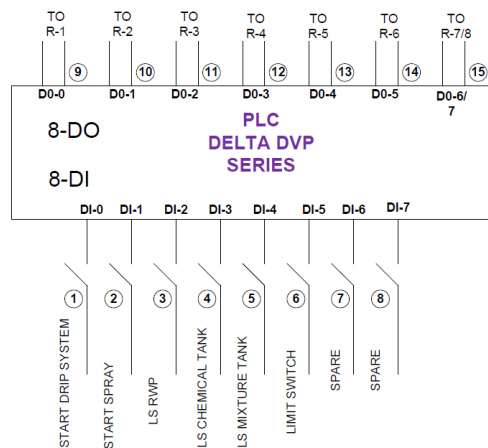 TO R-1
TO R-2
TO R-3
TO R-4
TO R-5
TO R-6
TO R-7/8
9
10
11
12
13
14
15
D0-0
D0-1
D0-2
D0-3
D0-4
D0-5
D0-6/7
8-DO
PLC
DELTA DVP
SERIES
8-DI
DI-0
DI-1
DI-2
DI-3
DI-4
DI-5
DI-6
DI-7
1
2
3
4
5
6
7
8
START DRIP SYSTEM
START SPRAY
LS RWP
LS CHEMICAL TANK
LS MIXTURE TANK
LIMIT SWITCH
SPARE
SPARE